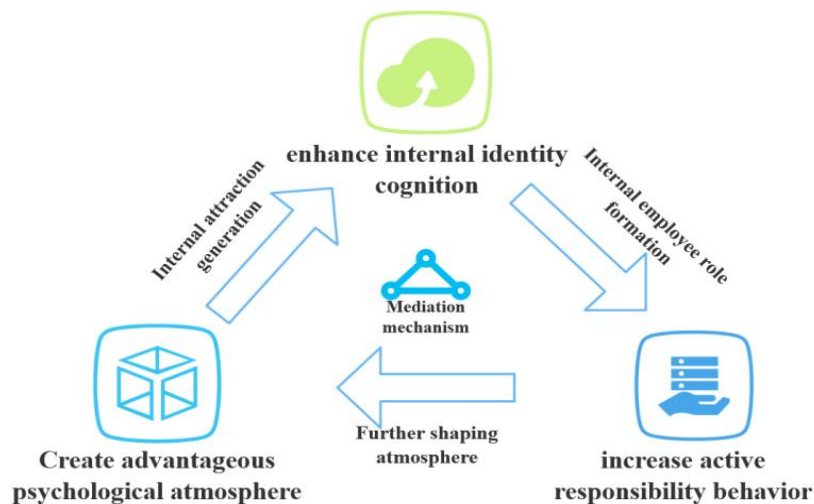 enhance internal identity
cognition
Internal attraction
generation
Internal employee role
formation
Mediation
mechanism
Further shaping
atmosphere
Create advantageous
psychological atmosphere
increase active
responsibility behavior